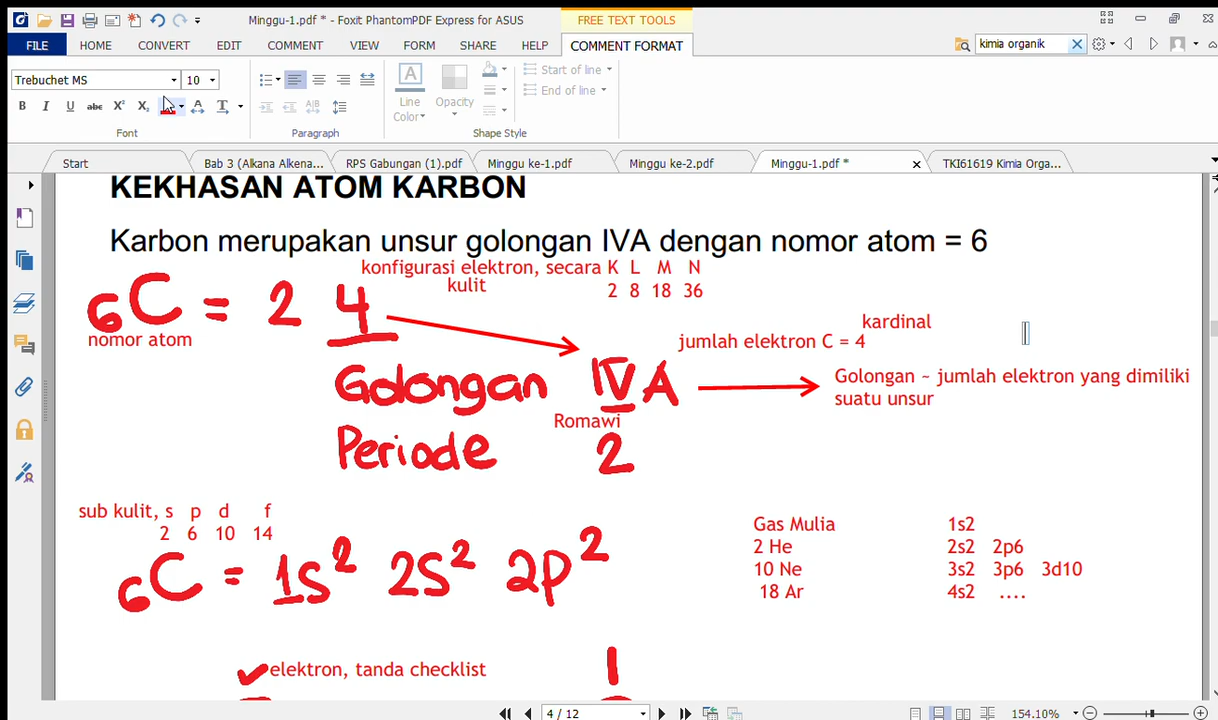 Minggu-1.pdf * - Foxit PhantomPDF Express for ASUS
FREE TEXT TOOLS
FILE HOME CONVERT EDIT COMMENT VIEW FORM SHARE HELP COMMENT FORMAT
kimia organik
Trebuchet MS 10
Line Color
Opacity
Start of line
End of line
B I U abc X² X₂ A T
Font Paragraph Shape Style
Start Bab 3 (Alkana Alkena... RPS Gabungan (1).pdf Minggu ke-1.pdf Minggu ke-2.pdf Minggu-1.pdf * TKI61619 Kimia Orga...
KEKHASAN ATOM KARBON
Karbon merupakan unsur golongan IVA dengan nomor atom = 6
konfigurasi elektron, secara K L M N
kulit 2 8 18 36
6C = 2 4
nomor atom
kardinal
jumlah elektron C = 4
Golongan IVA
Golongan ~ jumlah elektron yang dimiliki
suatu unsur
Romawi
Periode 2
sub kulit, s p d f
2 6 10 14
6C = 1s² 2s² 2p²
Gas Mulia 1s2
2 He 2s2 2p6
10 Ne 3s2 3p6 3d10
18 Ar 4s2 ....
elektron, tanda checklist
4 / 12
154.10%